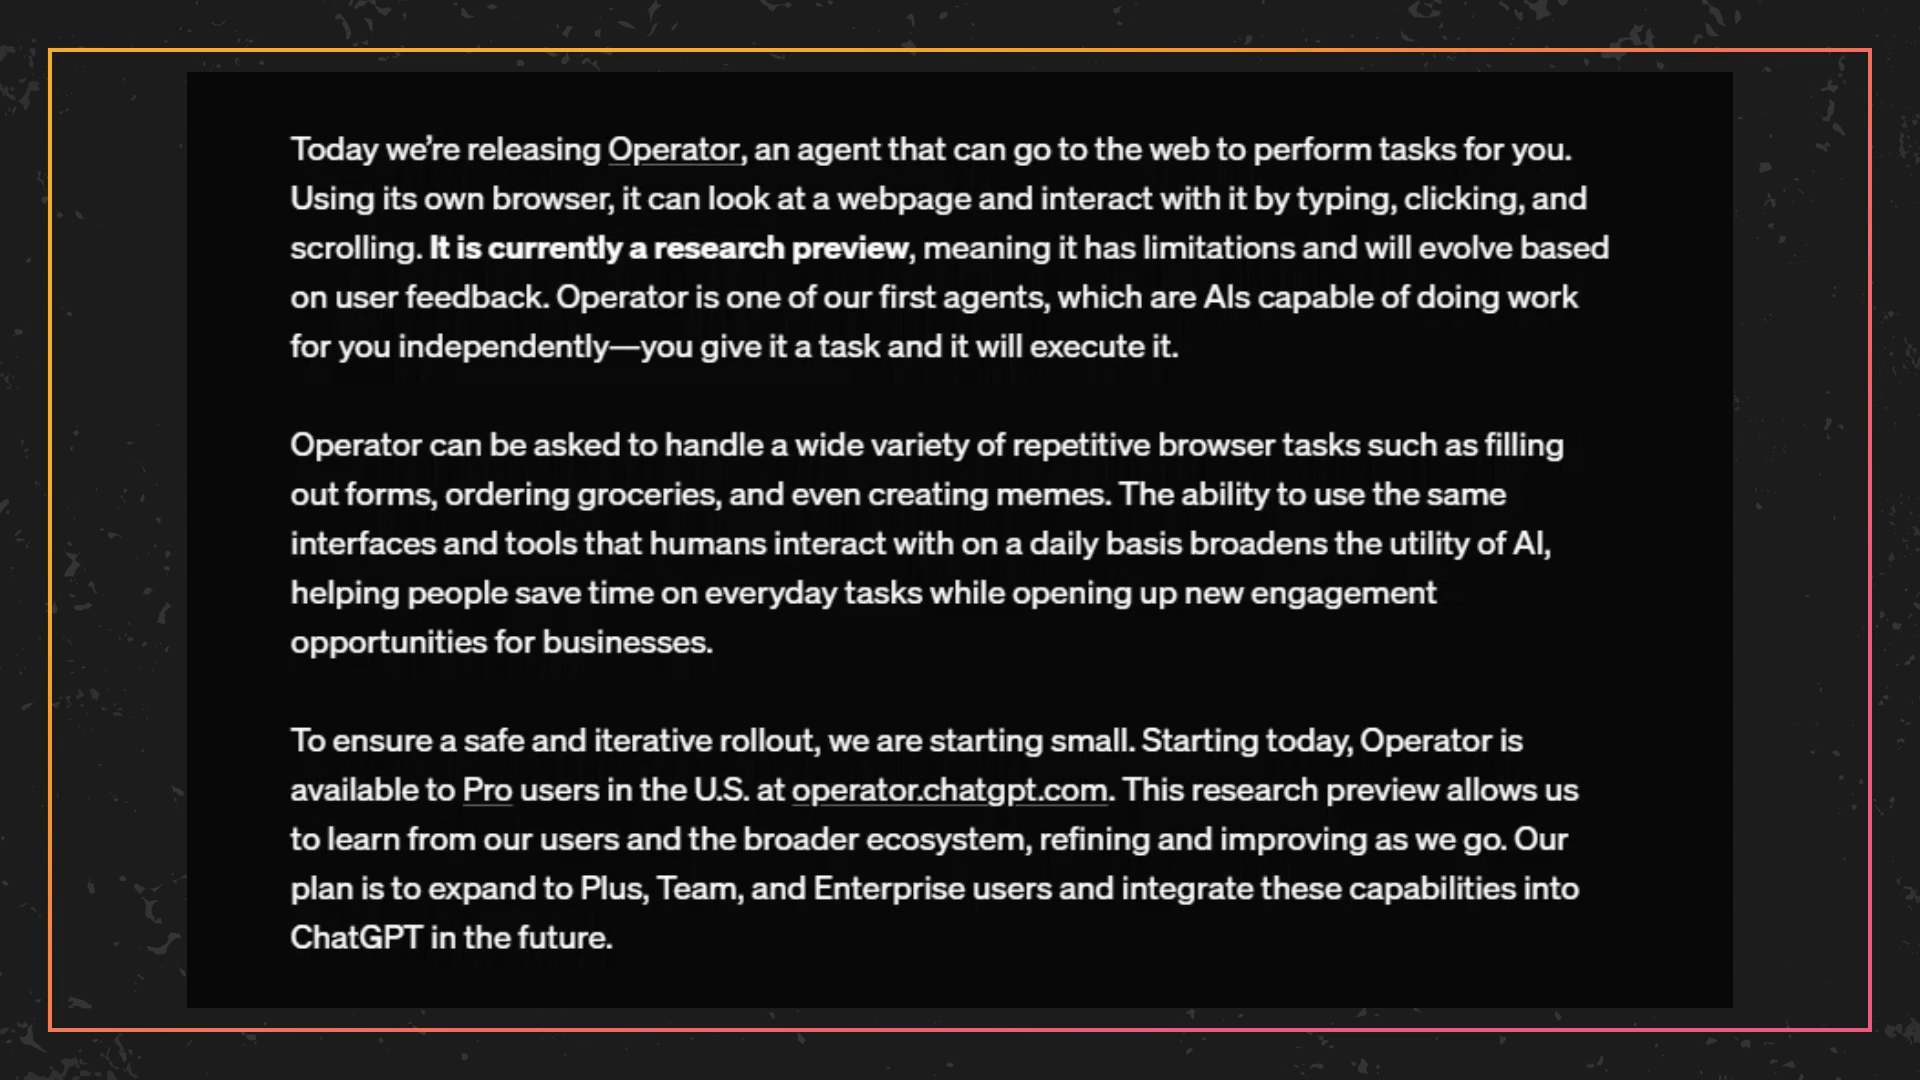 Today we’re releasing Operator, an agent that can go to the web to perform tasks for you.
Using its own browser, it can look at a webpage and interact with it by typing, clicking, and
scrolling. It is currently a research preview, meaning it has limitations and will evolve based
on user feedback. Operator is one of our first agents, which are AIs capable of doing work
for you independently—you give it a task and it will execute it.
Operator can be asked to handle a wide variety of repetitive browser tasks such as filling
out forms, ordering groceries, and even creating memes. The ability to use the same
interfaces and tools that humans interact with on a daily basis broadens the utility of AI,
helping people save time on everyday tasks while opening up new engagement
opportunities for businesses.
To ensure a safe and iterative rollout, we are starting small. Starting today, Operator is
available to Pro users in the U.S. at operator.chatgpt.com. This research preview allows us
to learn from our users and the broader ecosystem, refining and improving as we go. Our
plan is to expand to Plus, Team, and Enterprise users and integrate these capabilities into
ChatGPT in the future.